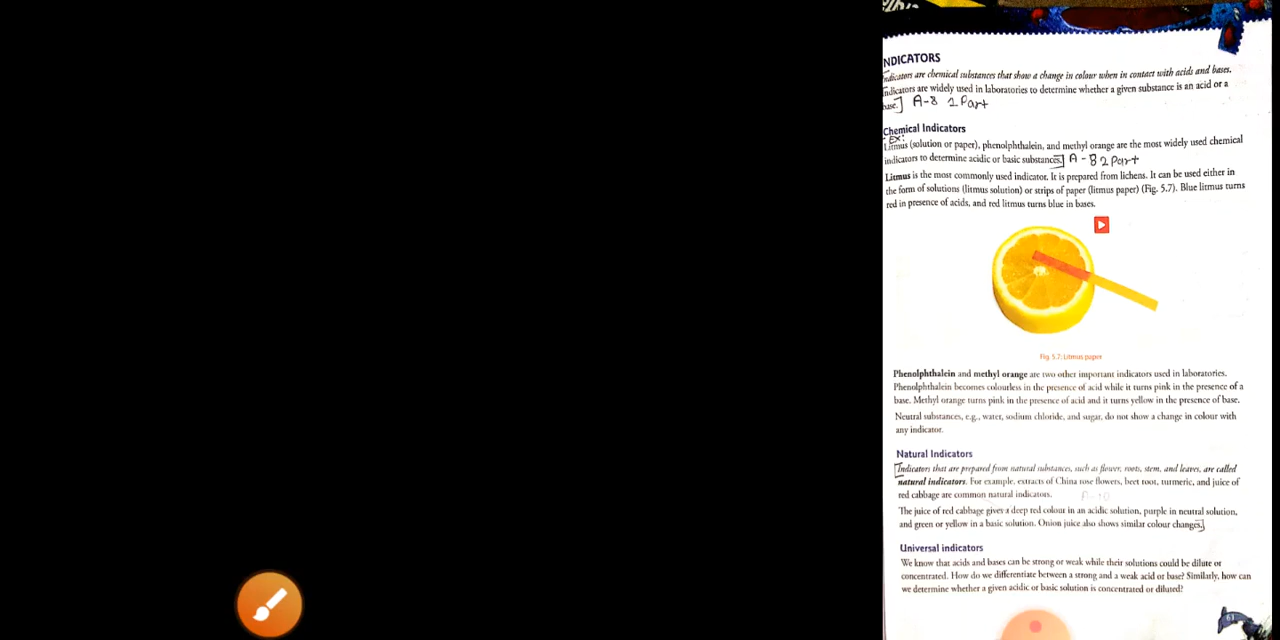 INDICATORS
Indicators are chemical substances that show a change in colour when in contact with acids and bases.
Indicators are widely used in laboratories to determine whether a given substance is an acid or a
base.] A-8 2 Part
Chemical Indicators
Ex:
Litmus (solution or paper), phenolphthalein, and methyl orange are the most widely used chemical
indicators to determine acidic or basic substances.] A-8 2 Part
Litmus is the most commonly used indicator. It is prepared from lichens. It can be used either in
the form of solutions (litmus solution) or strips of paper (litmus paper) (Fig. 5.7). Blue litmus turns
red in presence of acids, and red litmus turns blue in bases.
Fig. 5.7: Litmus paper
Phenolphthalein and methyl orange are two other important indicators used in laboratories.
Phenolphthalein becomes colourless in the presence of acid while it turns pink in the presence of a
base. Methyl orange turns pink in the presence of acid and it turns yellow in the presence of base.
Neutral substances, e.g., water, sodium chloride, and sugar, do not show a change in colour with
any indicator.
Natural Indicators
[Indicators that are prepared from natural substances, such as flower, roots, stem, and leaves, are called
natural indicators. For example, extracts of China rose flowers, beet root, turmeric, and juice of
red cabbage are common natural indicators. A-10
The juice of red cabbage gives a deep red colour in an acidic solution, purple in neutral solution,
and green or yellow in a basic solution. Onion juice also shows similar colour changes.]
Universal indicators
We know that acids and bases can be strong or weak while their solutions could be dilute or
concentrated. How do we differentiate between a strong and a weak acid or base? Similarly, how can
we determine whether a given acidic or basic solution is concentrated or diluted?
61